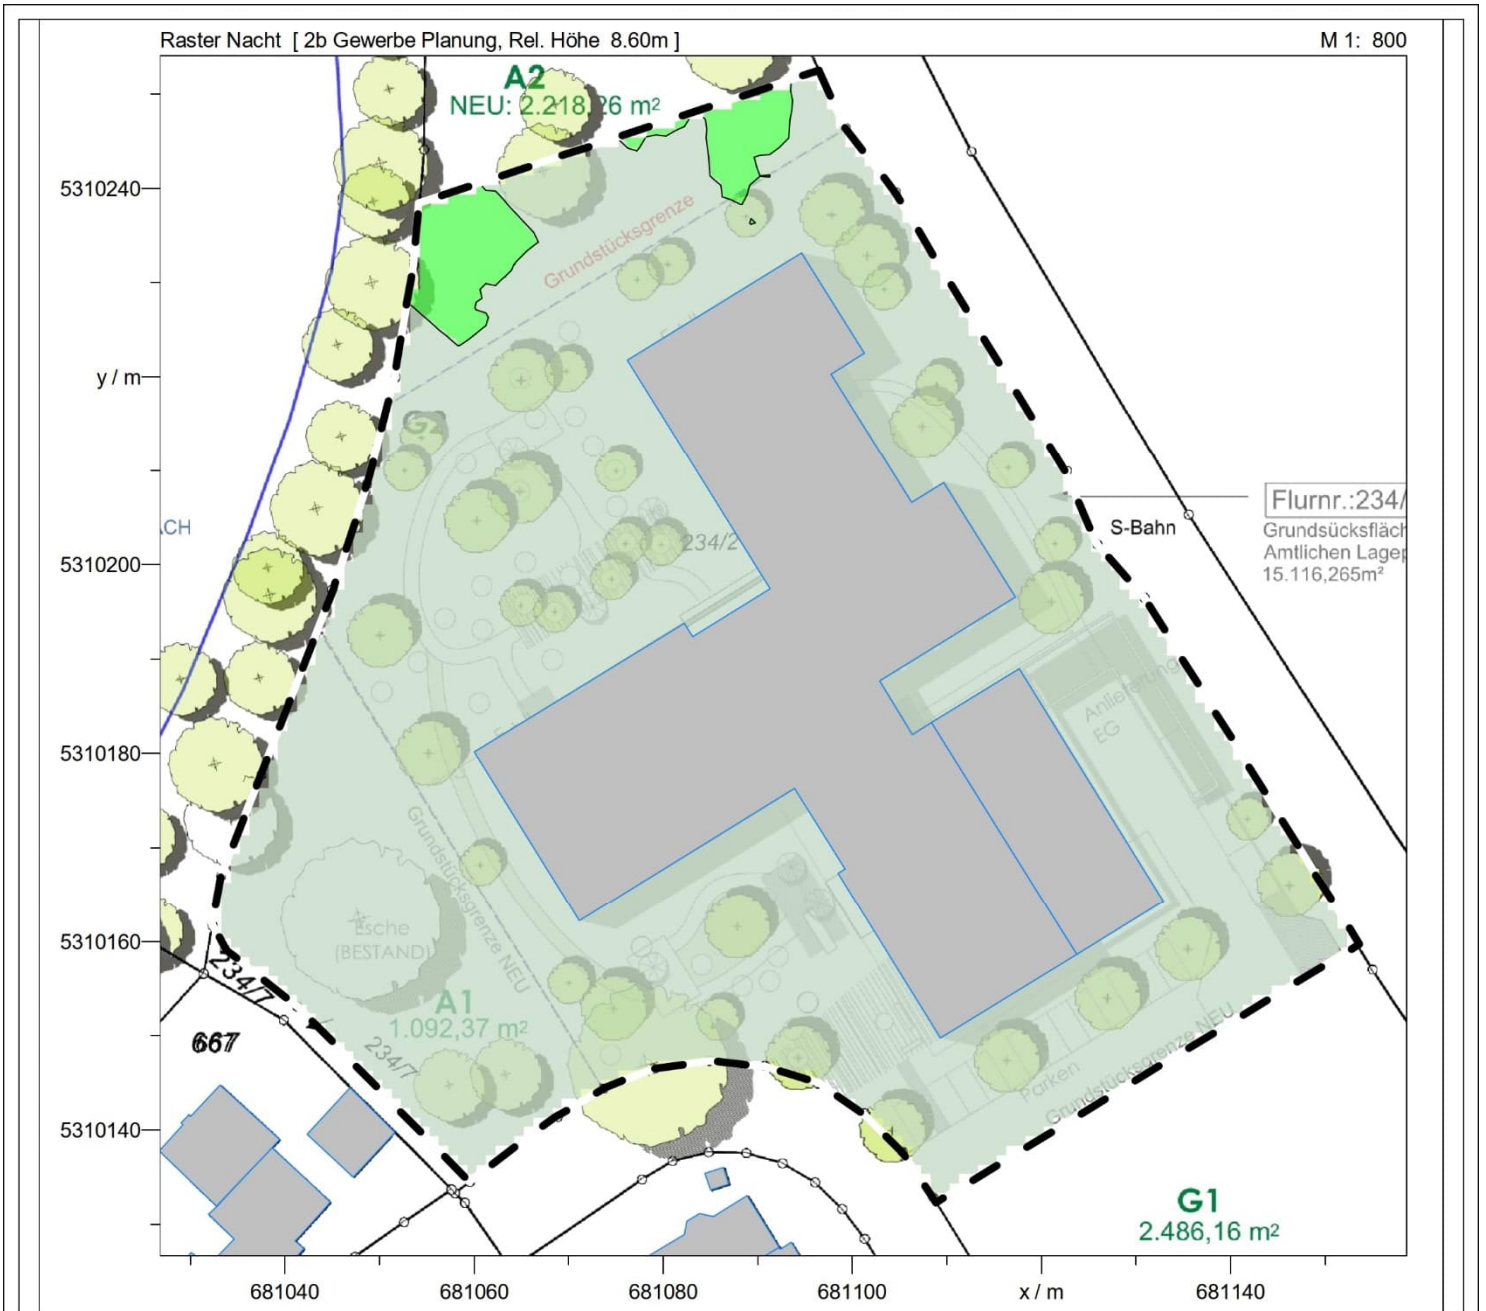 Raster Nacht [ 2b Gewerbe Planung, Rel. Höhe 8.60m ]
M 1: 800
A2
NEU: 2.218,26 m²
5310240
Grundstücksgrenze
y / m
G2
ACH
234/2
S-Bahn
Flurnr.:234/
Grundsücksfläch
Amtlichen Lagep
15.116,265m²
5310200
Anlieferung
EG
5310180
Grundstücksgrenze NEU
Esche
(BESTAND)
5310160
234/7
A1
1.092,37 m²
667
234/7
Parken
Grundstücksgrenze NEU
5310140
G1
2.486,16 m²
681040
681060
681080
681100
x / m
681140